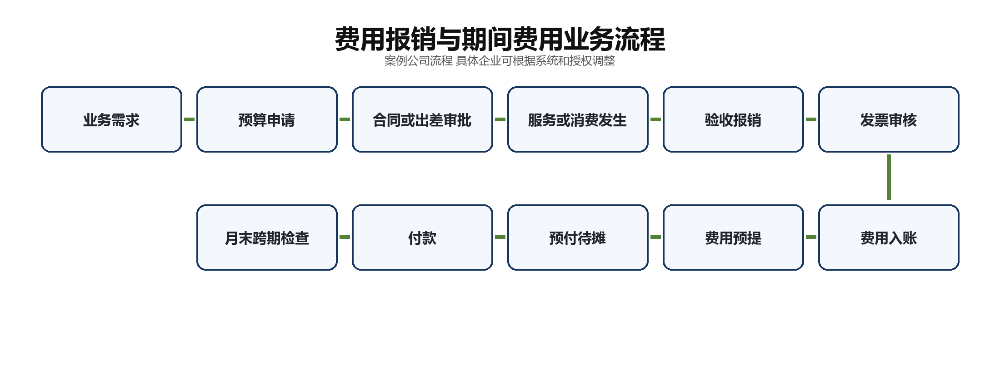 费用报销与期间费用业务流程
案例公司流程 具体企业可根据系统和授权调整
业务需求
预算申请
合同或出差审批
服务或消费发生
验收报销
发票审核
费用入账
费用预提
预付待摊
付款
月末跨期检查